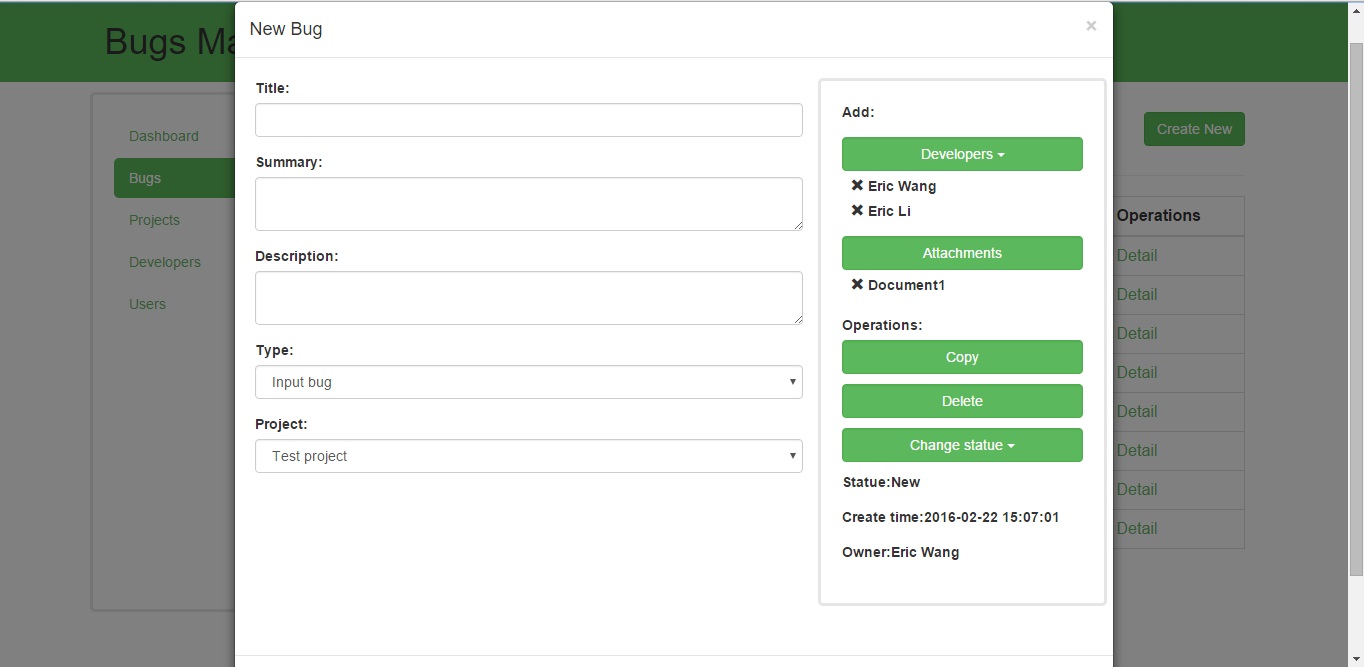 Bugs Ma
New Bug
×
Dashboard
Bugs
Projects
Developers
Users
Title:
Summary:
Description:
Type:
Input bug
Project:
Test project
Add:
Developers
Eric Wang
Eric Li
Attachments
Document1
Operations:
Copy
Delete
Change statue
Statue:New
Create time:2016-02-22 15:07:01
Owner:Eric Wang
Create New
Operations
Detail
Detail
Detail
Detail
Detail
Detail
Detail
Detail